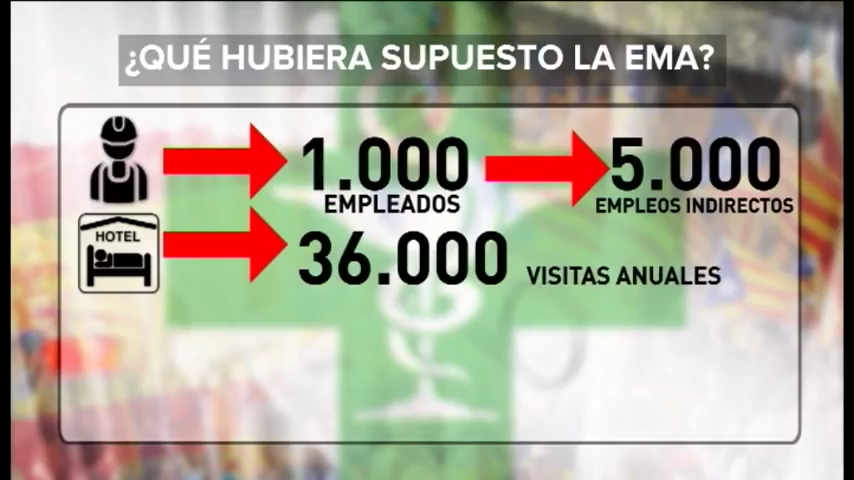 ¿QUÉ HUBIERA SUPUESTO LA EMA?
1.000
5.000
EMPLEADOS
EMPLEOS INDIRECTOS
HOTEL
36.000
VISITAS ANUALES